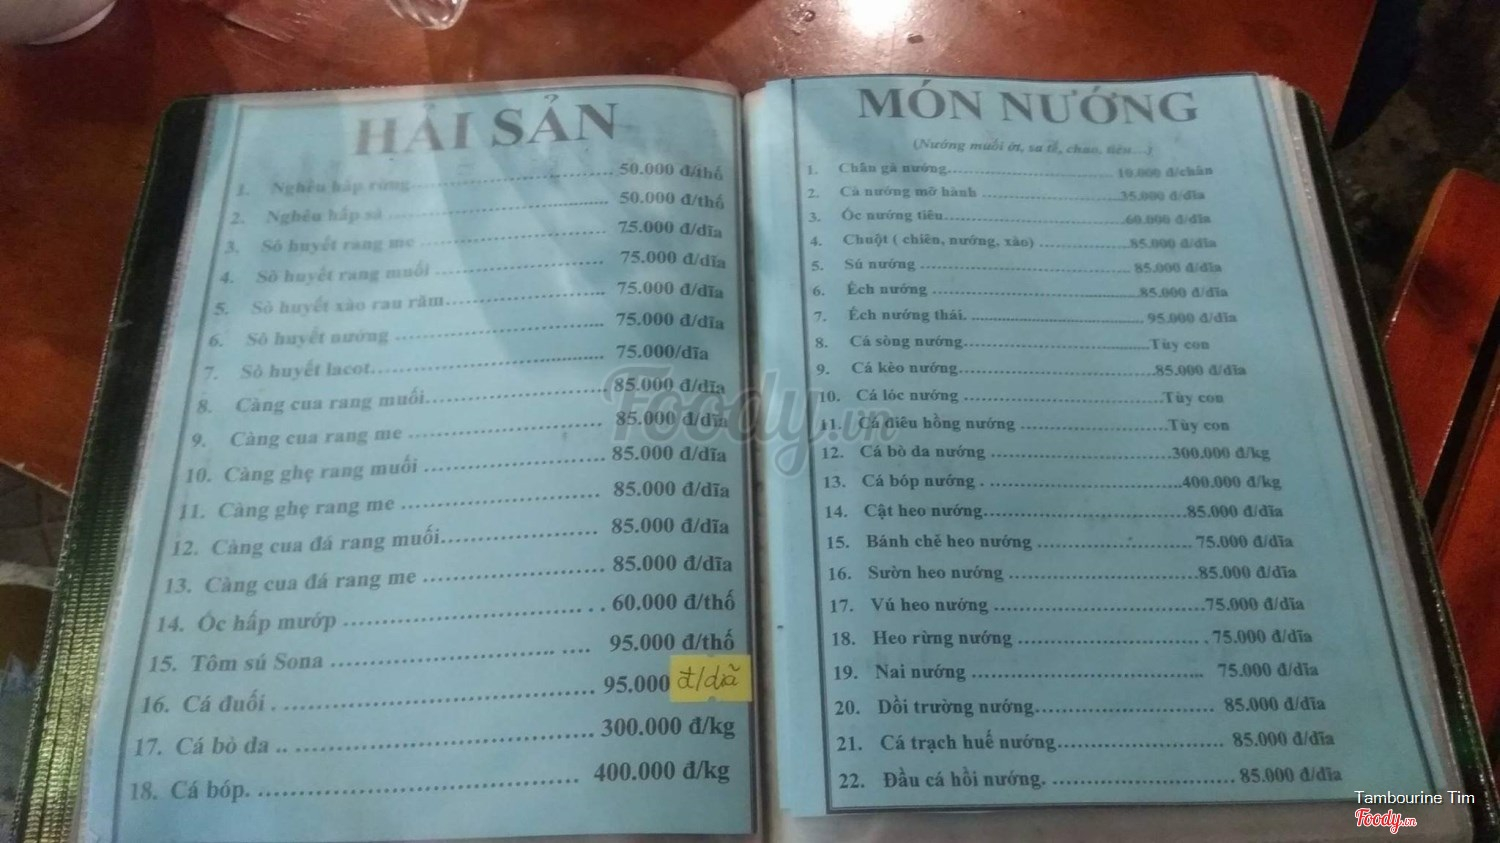 HẢI SẢN
1. Nghêu hấp rừng 50.000 đ/thố
2. Nghêu hấp sả 50.000 đ/thố
3. Sò huyết rang me 75.000 đ/dĩa
4. Sò huyết rang muối 75.000 đ/dĩa
5. Sò huyết xào rau răm 75.000 đ/dĩa
6. Sò huyết nướng 75.000 đ/dĩa
7. Sò huyết lacot 75.000/dĩa
8. Càng cua rang muối 85.000 đ/dĩa
9. Càng cua rang me 85.000 đ/dĩa
10. Càng ghẹ rang muối 85.000 đ/dĩa
11. Càng ghẹ rang me 85.000 đ/dĩa
12. Càng cua đá rang muối 85.000 đ/dĩa
13. Càng cua đá rang me 85.000 đ/dĩa
14. Óc hấp mướp 60.000 đ/thố
15. Tôm sú Sona 95.000 đ/thố
16. Cá đuối 95.000 đ/dĩa
17. Cá bò da 300.000 đ/kg
18. Cá bóp 400.000 đ/kg
MÓN NƯỚNG
(Nướng muối ớt, sa tế, chao, tiêu...)
1. Chân gà nướng 10.000 đ/chân
2. Cà nướng mỡ hành 35.000 đ/dĩa
3. Óc nướng tiêu 60.000 đ/dĩa
4. Chuột ( chiên, nướng, xào) 85.000 đ/dĩa
5. Sú nướng 85.000 đ/dĩa
6. Ếch nướng 85.000 đ/dĩa
7. Ếch nướng thái. 95.000 đ/dĩa
8. Cá sòng nướng Tùy con
9. Cá kèo nướng 85.000 đ/dĩa
10. Cá lóc nướng Tùy con
11. Cá diêu hồng nướng Tùy con
12. Cá bò da nướng 300.000 đ/kg
13. Cá bóp nướng 400.000 đ/kg
14. Cật heo nướng 85.000 đ/dĩa
15. Bánh chẽ heo nướng 75.000 đ/dĩa
16. Sườn heo nướng 85.000 đ/dĩa
17. Vú heo nướng 75.000 đ/dĩa
18. Heo rừng nướng 75.000 đ/dĩa
19. Nai nướng 75.000 đ/dĩa
20. Dồi trường nướng 85.000 đ/dĩa
21. Cá trạch huế nướng 85.000 đ/dĩa
22. Đầu cá hồi nướng. 85.000 đ/dĩa
Foody.vn
Tambourine Tim
Foody.vn